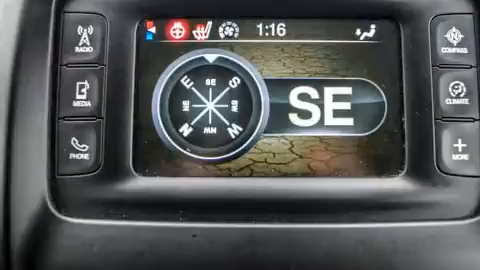 1:16
RADIO
COMPASS
SE
E
S
NE
SW
N
W
NW
SE
MEDIA
CLIMATE
PHONE
MORE